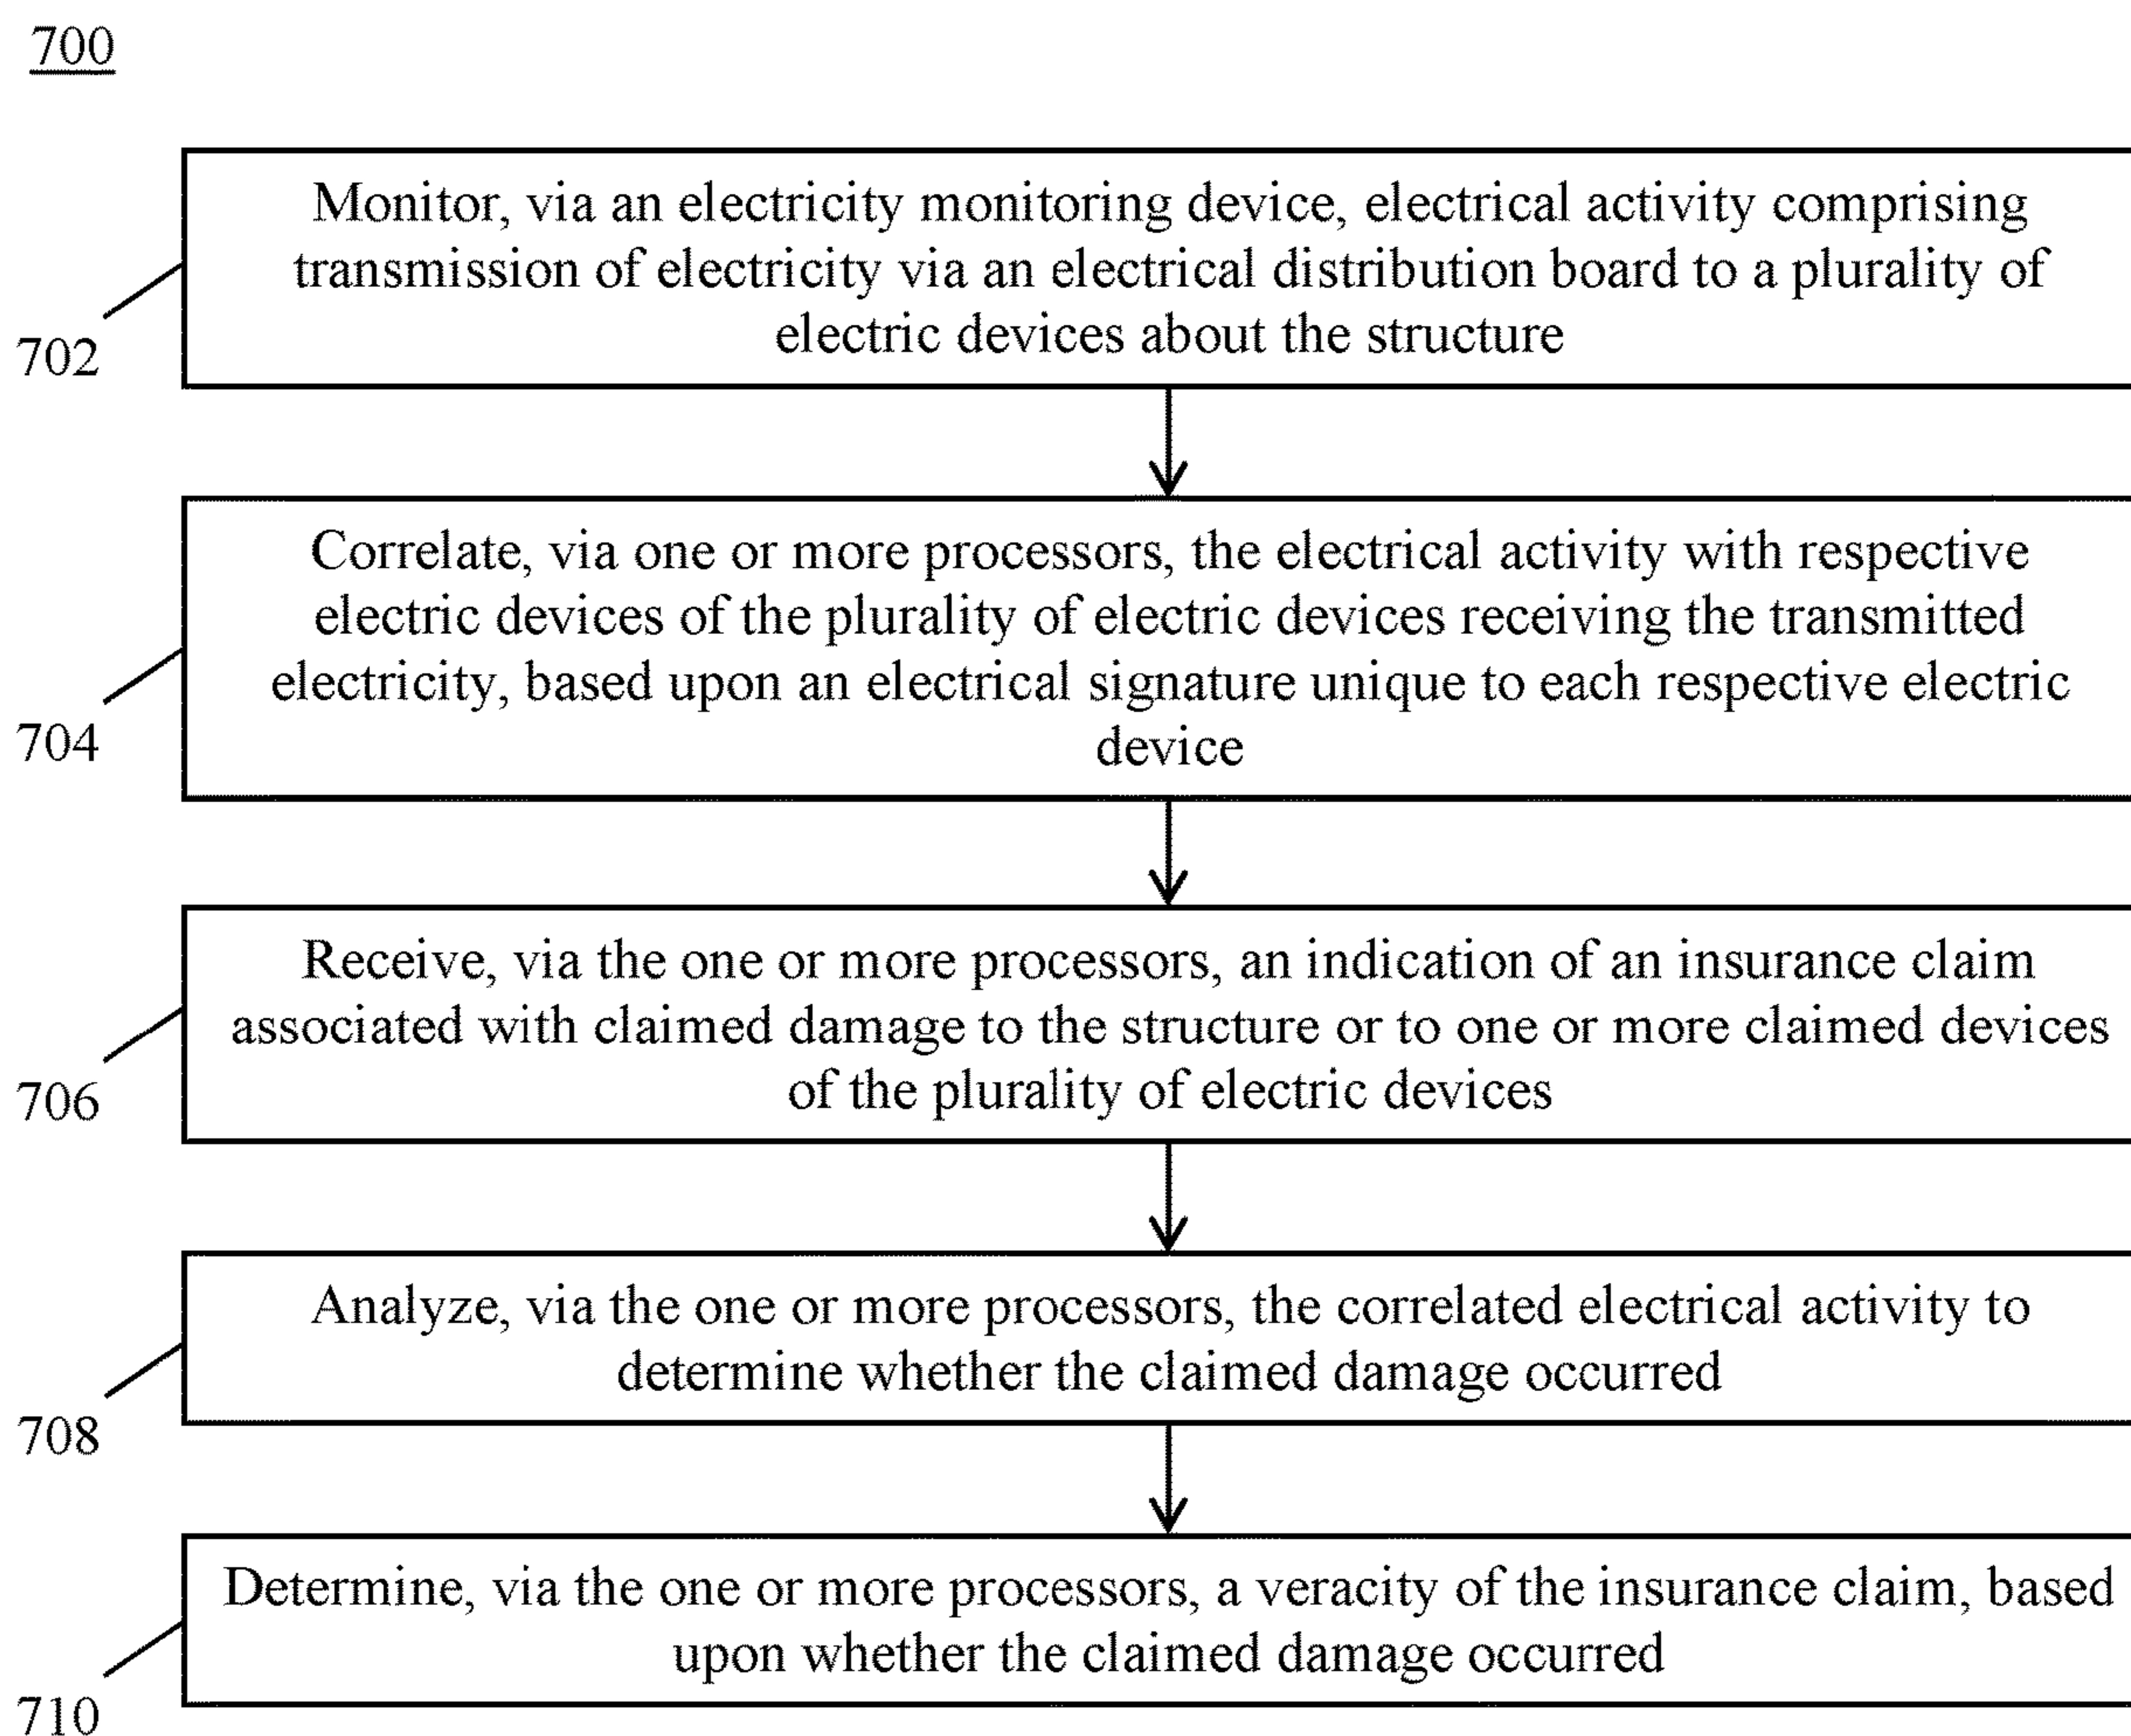 700
Monitor, via an electricity monitoring device, electrical activity comprising
transmission of electricity via an electrical distribution board to a plurality of
electric devices about the structure
702
Correlate, via one or more processors, the electrical activity with respective
electric devices of the plurality of electric devices receiving the transmitted
electricity, based upon an electrical signature unique to each respective electric
device
704
Receive, via the one or more processors, an indication of an insurance claim
associated with claimed damage to the structure or to one or more claimed devices
of the plurality of electric devices
706
Analyze, via the one or more processors, the correlated electrical activity to
determine whether the claimed damage occurred
708
Determine, via the one or more processors, a veracity of the insurance claim, based
upon whether the claimed damage occurred
710